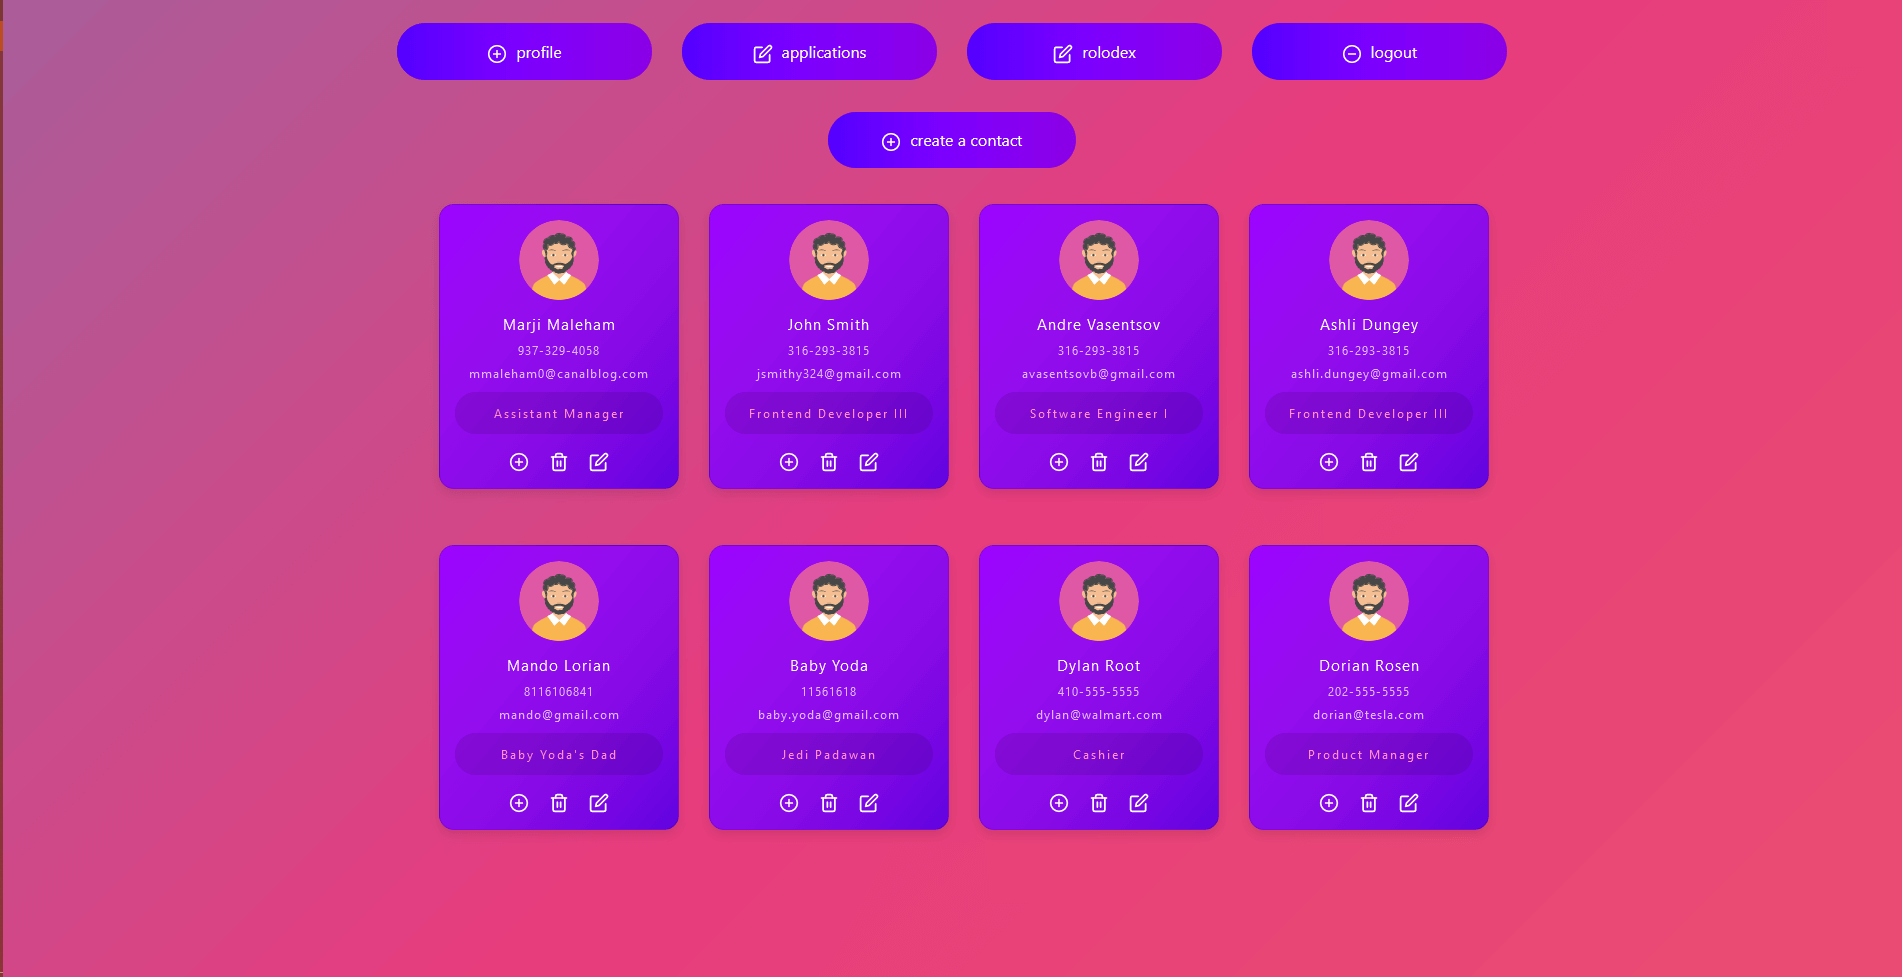 profile
applications
rolodex
logout
create a contact
Marji Maleham
937-329-4058
mmaleham0@canalblog.com
Assistant Manager
John Smith
316-293-3815
jsmithy324@gmail.com
Frontend Developer III
Andre Vasentsov
316-293-3815
avasentsovb@gmail.com
Software Engineer I
Ashli Dungey
316-293-3815
ashli.dungey@gmail.com
Frontend Developer III
Mando Lorian
8116106841
mando@gmail.com
Baby Yoda's Dad
Baby Yoda
11561618
baby.yoda@gmail.com
Jedi Padawan
Dylan Root
410-555-5555
dylan@walmart.com
Cashier
Dorian Rosen
202-555-5555
dorian@tesla.com
Product Manager